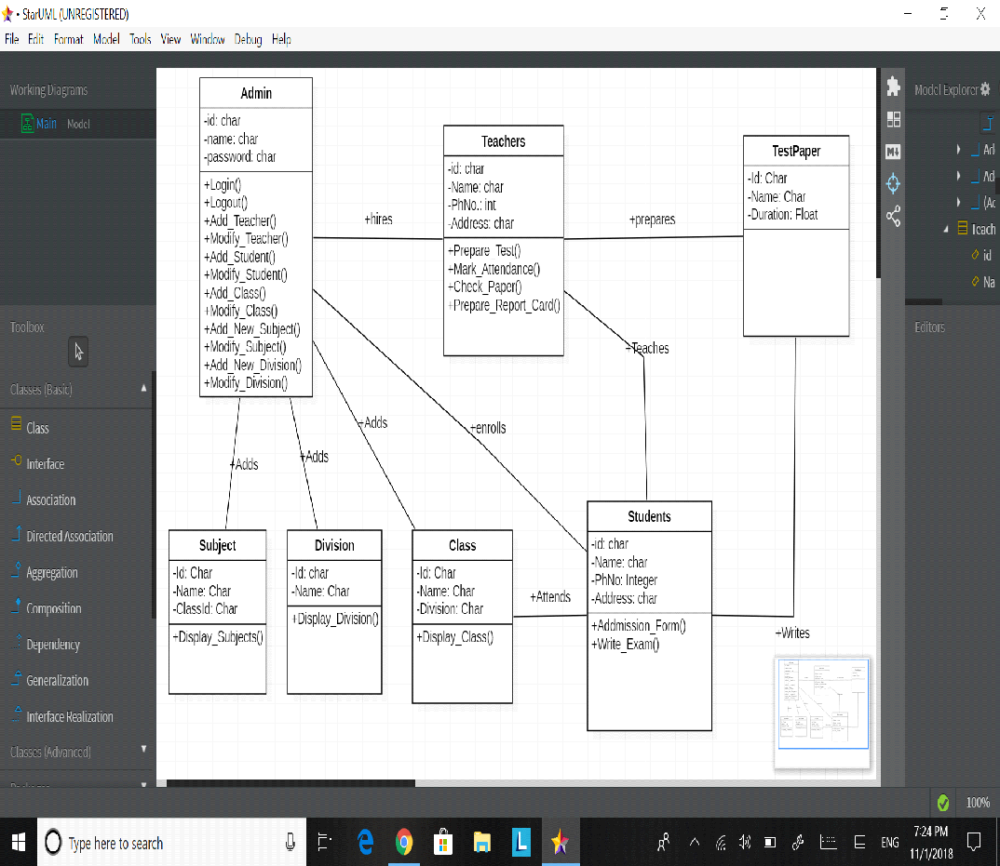 • StarUML (UNREGISTERED)
File Edit Format Model Tools View Window Debug Help
Working Diagrams
Main Model
Toolbox
Classes (Basic)
Class
Interface
Association
Directed Association
Aggregation
Composition
Dependency
Generalization
Interface Realization
Classes (Advanced)
Admin
-id: char
-name: char
-password: char
+Login()
+Logout()
+Add_Teacher()
+Modify_Teacher()
+Add_Student()
+Modify_Student()
+Add_Class()
+Modify_Class()
+Add_New_Subject()
+Modify_Subject()
+Add_New_Division()
+Modify_Division()
+hires
Teachers
-id: char
-Name: char
-PhNo.: int
-Address: char
+Prepare_Test()
+Mark_Attendance()
+Check_Paper()
+Prepare_Report_Card()
+prepares
TestPaper
-Id: Char
-Name: Char
-Duration: Float
+Teaches
+Adds
+enrolls
+Adds
+Adds
Subject
-Id: Char
-Name: Char
-ClassId: Char
+Display_Subjects()
Division
-Id: char
-Name: Char
+Display_Division()
Class
-Id: Char
-Name: Char
-Division: Char
+Display_Class()
+Attends
Students
-id: char
-Name: char
-PhNo: Integer
-Address: char
+Addmission_Form()
+Write_Exam()
+Writes
Model Explorer
Ad
Ad
(Ac
Teach
id
Na
Editors
100%
Type here to search
ENG
7:24 PM
11/1/2018